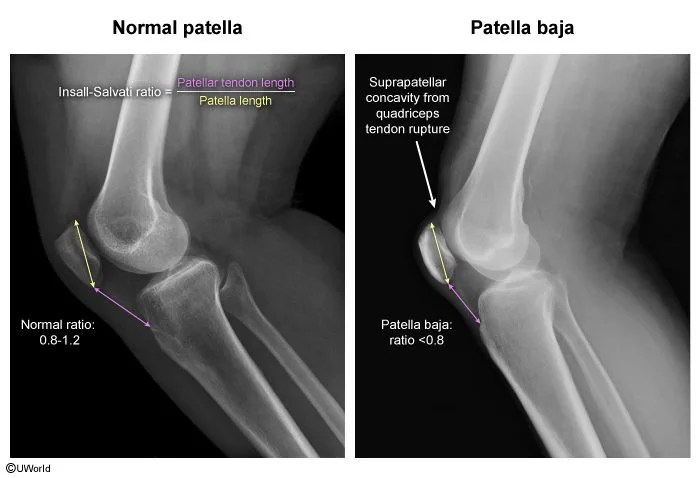 Normal patella
Patella baja
Insall-Salvati ratio = Patellar tendon length
Patella length
Suprapatellar
concavity from
quadriceps
tendon rupture
Normal ratio:
0.8-1.2
Patella baja:
ratio <0.8
©UWorld